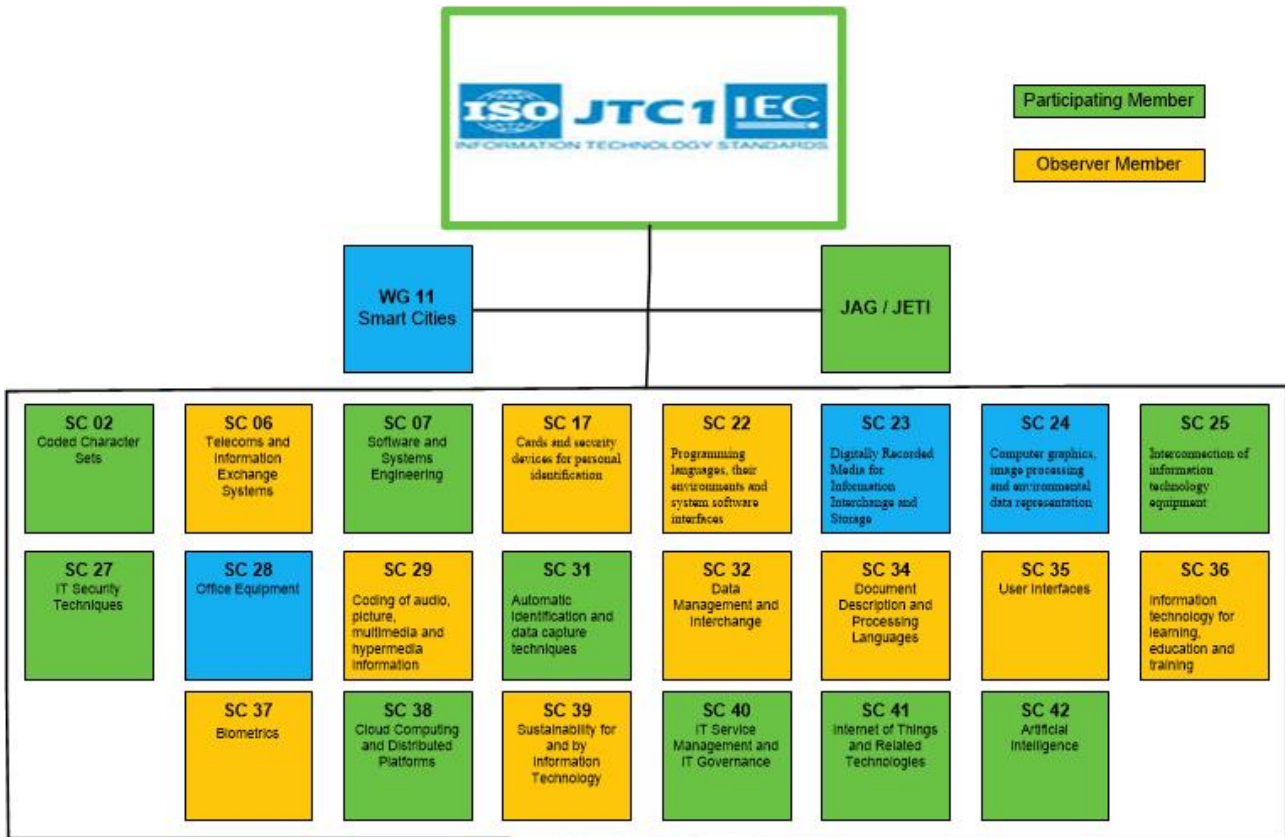 ISO JTC1 IEC
INFORMATION TECHNOLOGY STANDARDS
Participating Member
Observer Member
WG 11
Smart Cities
JAG / JETI
SC 02
Coded Character
Sets
SC 06
Telecoms and
Information
Exchange
Systems
SC 07
Software and
Systems
Engineering
SC 17
Cards and security
devices for personal
identification
SC 22
Programming
languages, their
environments and
system software
interfaces
SC 23
Digitally Recorded
Media for
Information
Interchange and
Storage
SC 24
Computer graphics,
image processing
and environmental
data representation
SC 25
Interconnection of
information
technology
equipment
SC 27
IT Security
Techniques
SC 28
Office Equipment
SC 29
Coding of audio,
picture,
multimedia and
hypermedia
information
SC 31
Automatic
identification and
data capture
techniques
SC 32
Data
Management and
Interchange
SC 34
Document
Description and
Processing
Languages
SC 35
User Interfaces
SC 36
Information
technology for
learning,
education and
training
SC 37
Biometrics
SC 38
Cloud Computing
and Distributed
Platforms
SC 39
Sustainability for
and by
Information
Technology
SC 40
IT Service
Management and
IT Governance
SC 41
Internet of Things
and Related
Technologies
SC 42
Artificial
Intelligence